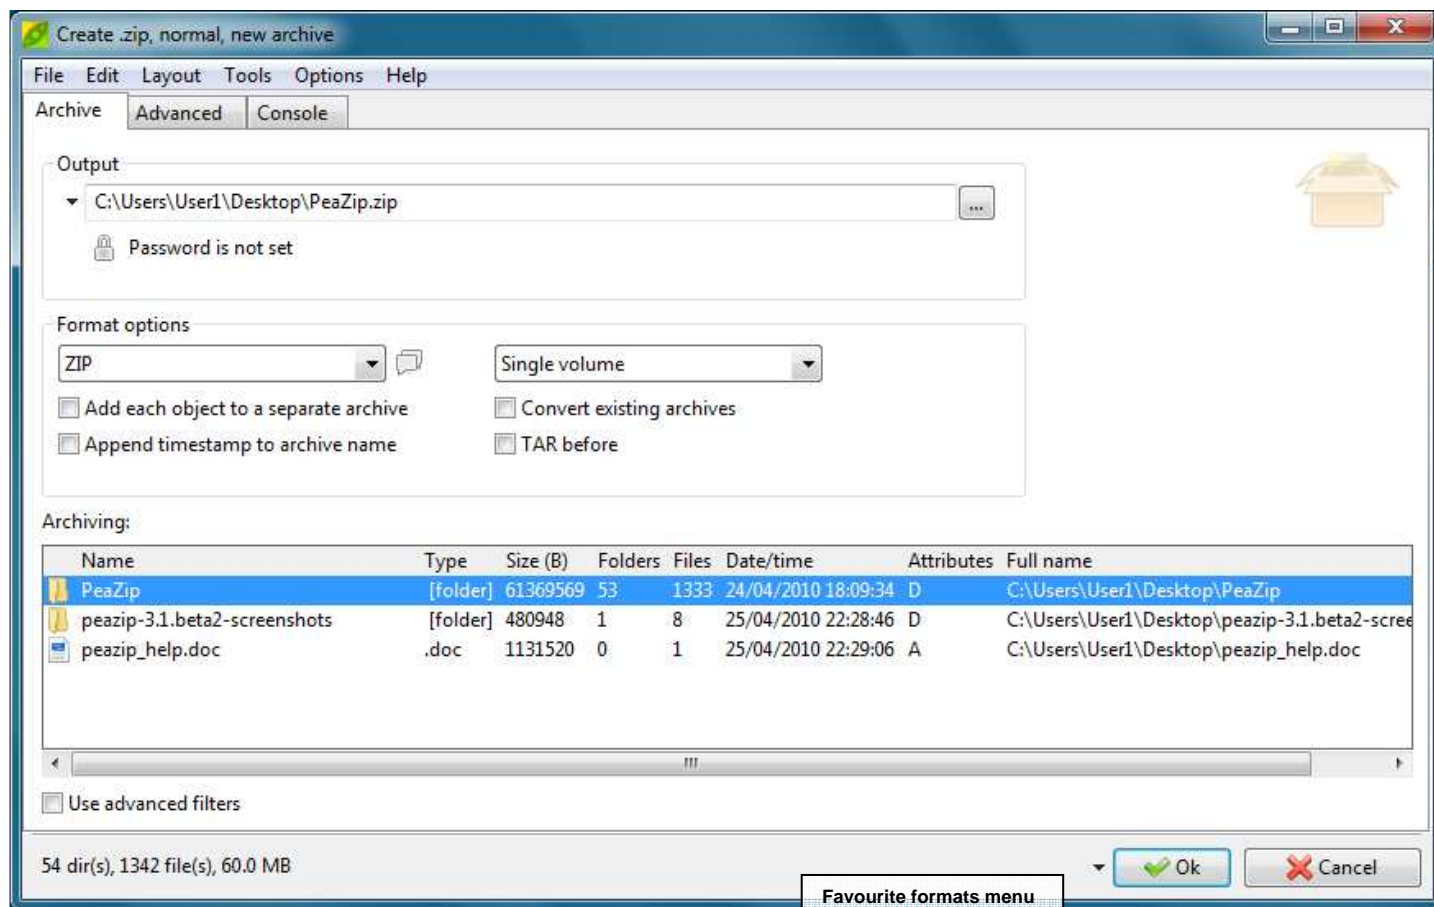 Create .zip, normal, new archive
File Edit Layout Tools Options Help
Archive Advanced Console
Output
C:\Users\User1\Desktop\PeaZip.zip ...
Password is not set
Format options
ZIP Single volume
Add each object to a separate archive Convert existing archives
Append timestamp to archive name TAR before
Archiving:
Name Type Size (B) Folders Files Date/time Attributes Full name
PeaZip [folder] 61369569 53 1333 24/04/2010 18:09:34 D C:\Users\User1\Desktop\PeaZip
peazip-3.1.beta2-screenshots [folder] 480948 1 8 25/04/2010 22:28:46 D C:\Users\User1\Desktop\peazip-3.1.beta2-scree
peazip_help.doc .doc 1131520 0 1 25/04/2010 22:29:06 A C:\Users\User1\Desktop\peazip_help.doc
Use advanced filters
54 dir(s), 1342 file(s), 60.0 MB Ok Cancel
Favourite formats menu